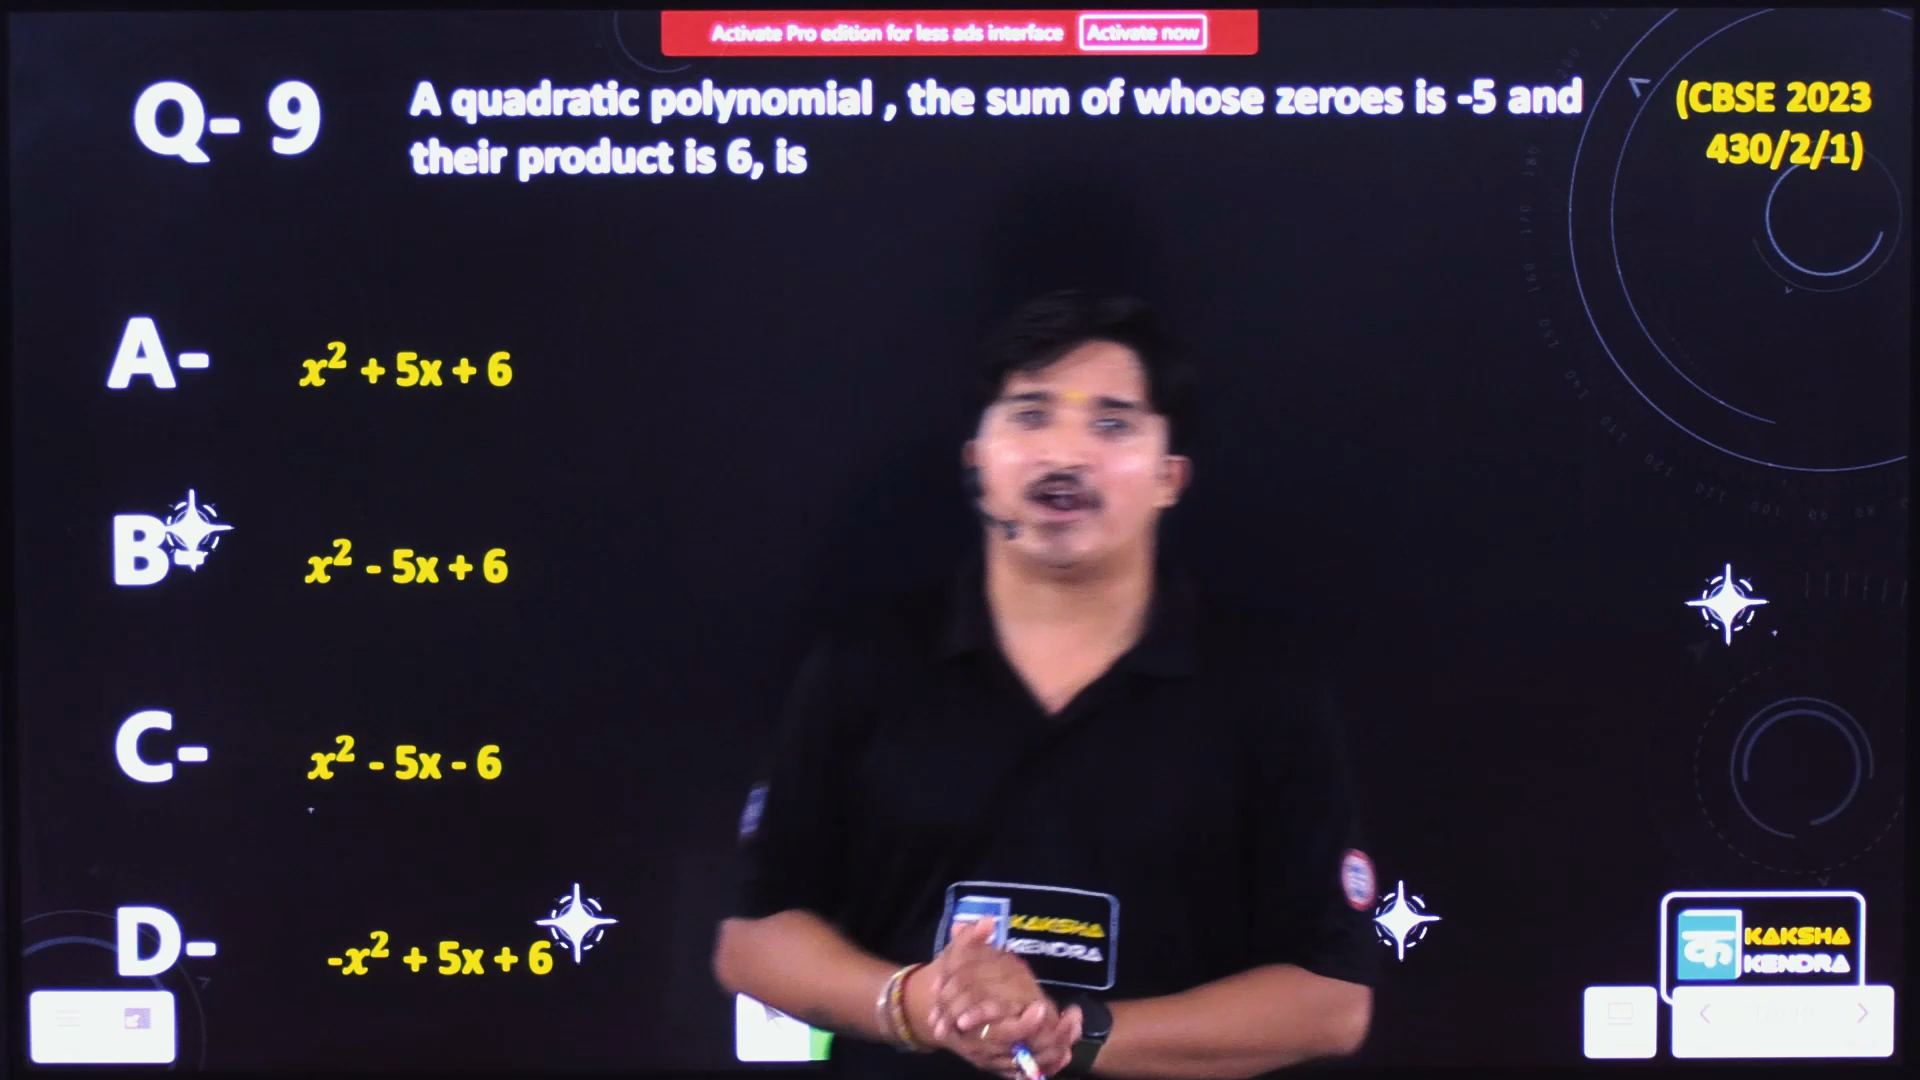 Activate Pro edition for less ads interface Activate now
Q- 9
A quadratic polynomial , the sum of whose zeroes is -5 and
their product is 6, is
(CBSE 2023
430/2/1)
A- x² + 5x + 6
B- x² - 5x + 6
C- x² - 5x - 6
D- -x² + 5x + 6
KAKSHA
KENDRA
क KAKSHA
KENDRA